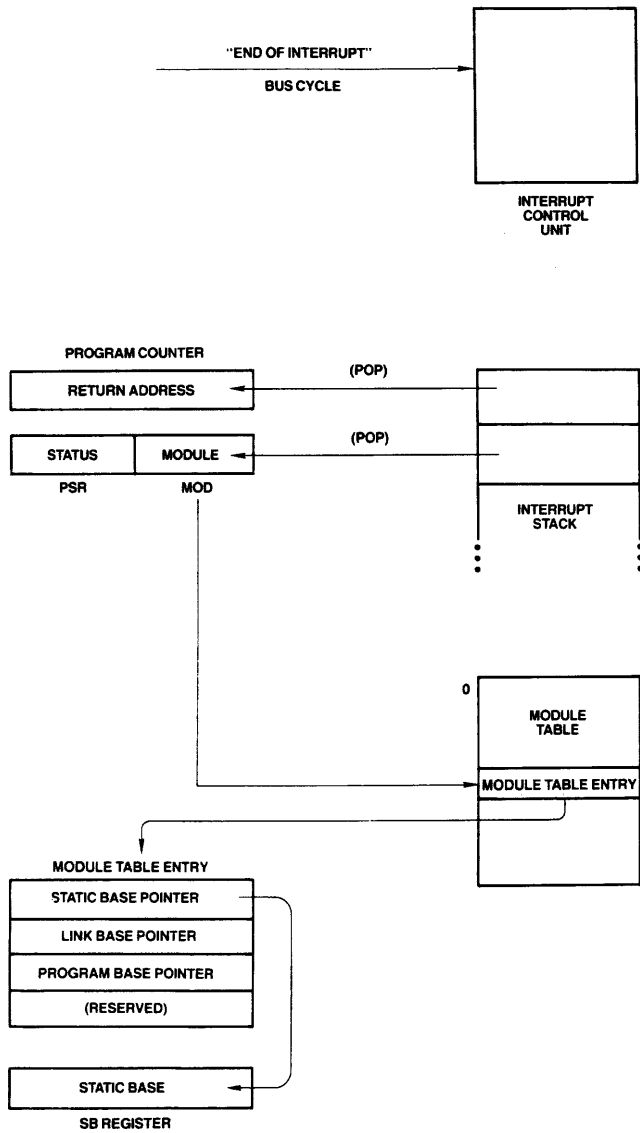 "END OF INTERRUPT"
BUS CYCLE
INTERRUPT
CONTROL
UNIT
PROGRAM COUNTER
RETURN ADDRESS
(POP)
STATUS
MODULE
(POP)
PSR
MOD
INTERRUPT
STACK
0
MODULE
TABLE
MODULE TABLE ENTRY
MODULE TABLE ENTRY
STATIC BASE POINTER
LINK BASE POINTER
PROGRAM BASE POINTER
(RESERVED)
STATIC BASE
SB REGISTER